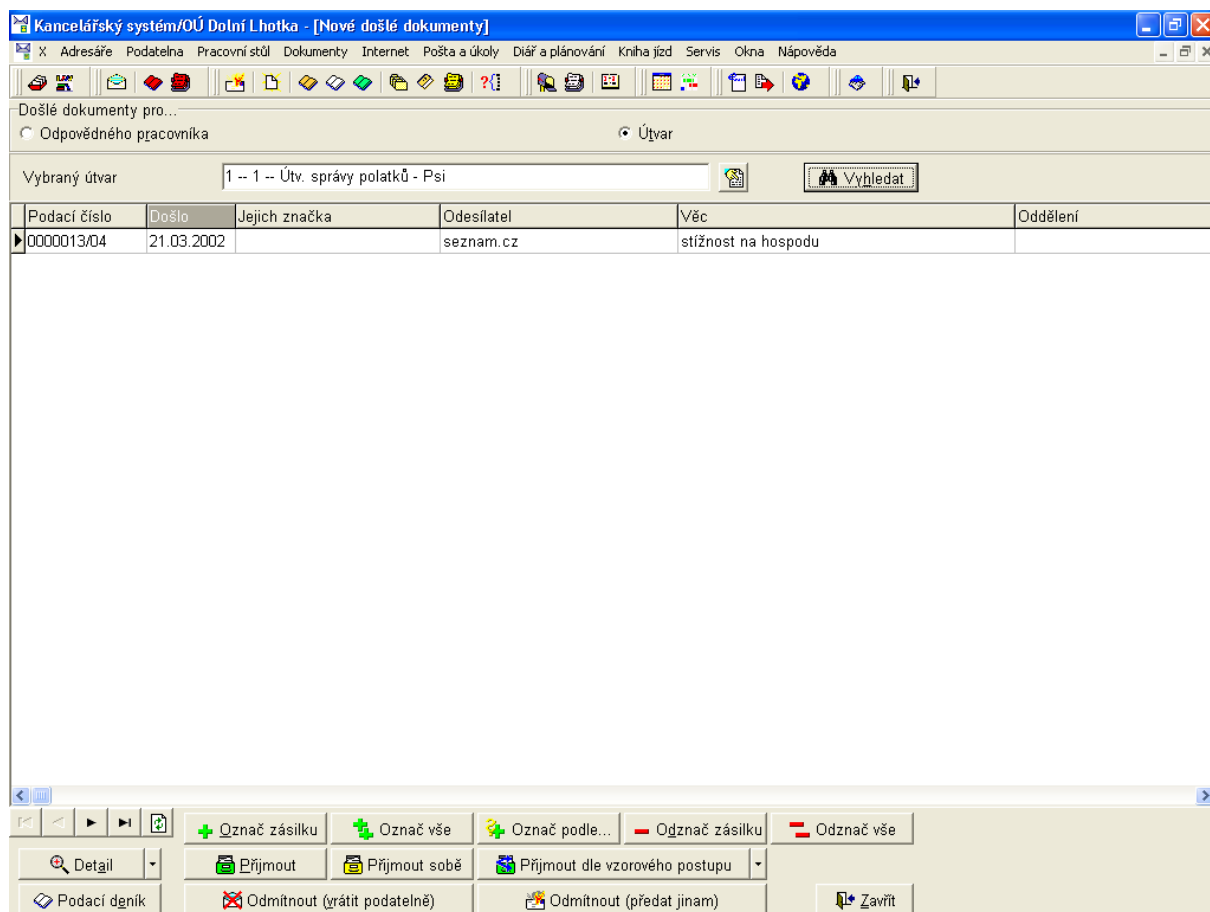 Kancelářský systém/OÚ Dolní Lhotka - [Nové došlé dokumenty]
X Adresáře Podatelna Pracovní stůl Dokumenty Internet Pošta a úkoly Diář a plánování Kniha jízd Servis Okna Nápověda
Došlé dokumenty pro...
Odpovědného pracovníka Útvar
Vybraný útvar 1 -- 1 -- Útv. správy polatků - Psi Vyhledat
Podací číslo Došlo Jejich značka Odesílatel Věc Oddělení
0000013/04 21.03.2002 seznam.cz stížnost na hospodu
Označ zásilku Označ vše Označ podle... Odznač zásilku Odznač vše
Detail Přijmout Přijmout sobě Přijmout dle vzorového postupu
Podací deník Odmítnout (vrátit podatelně) Odmítnout (předat jinam) Zavřít